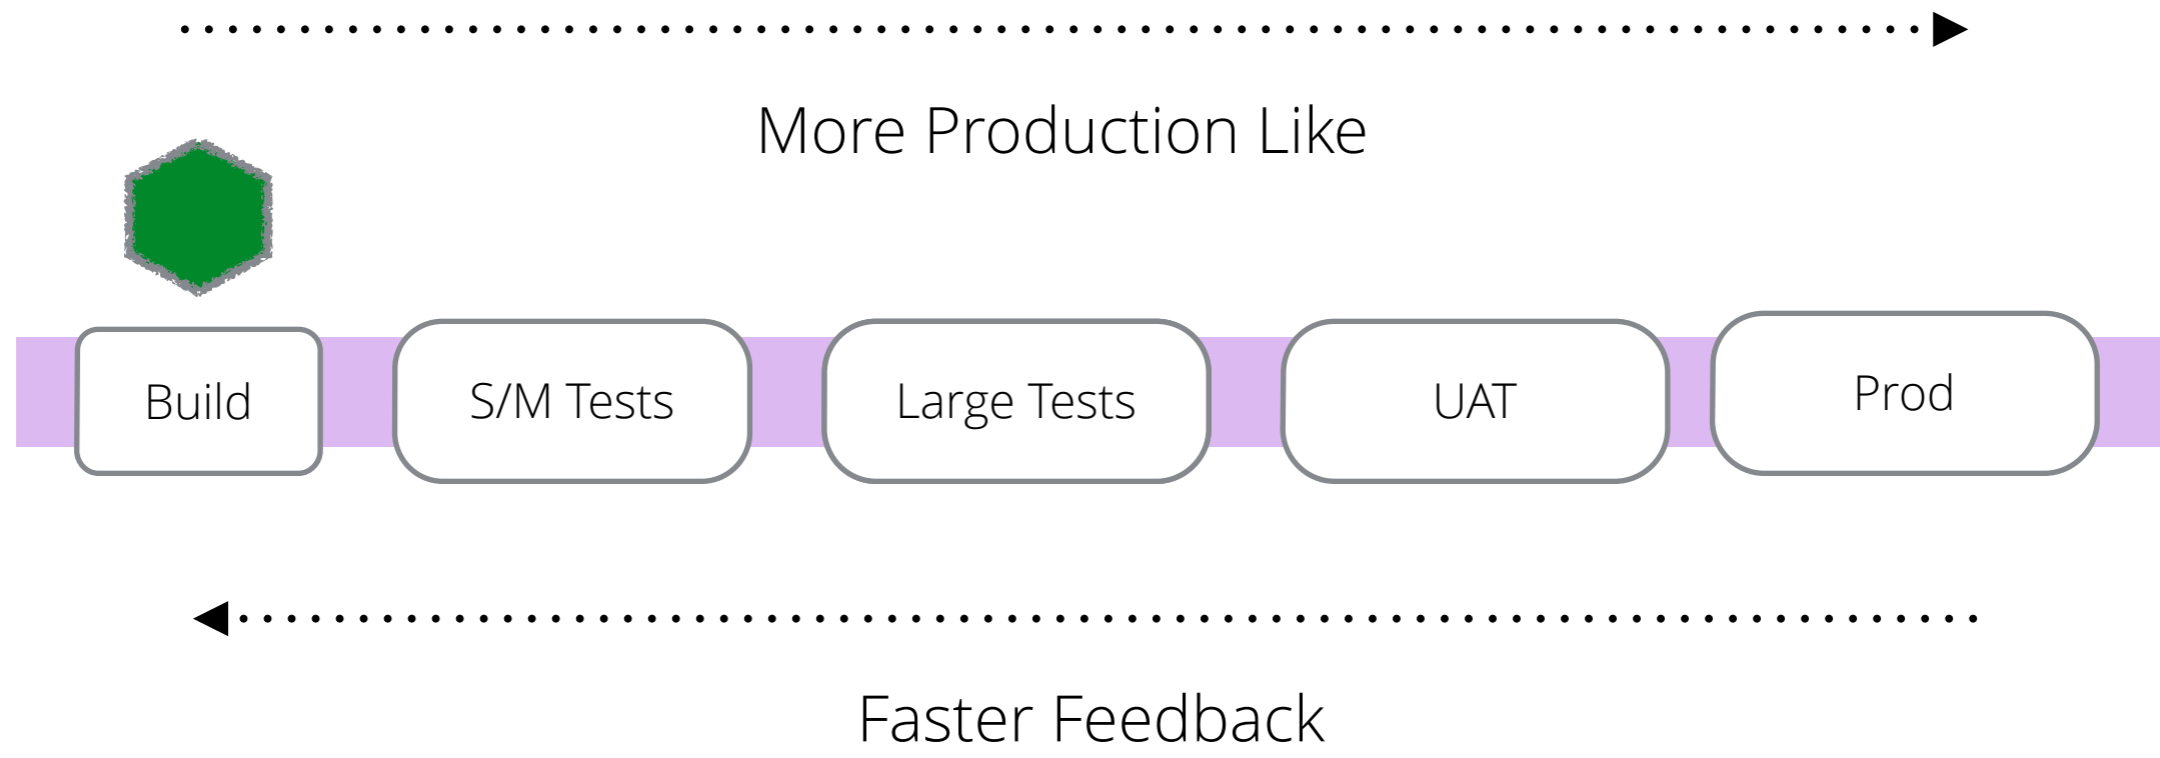 More Production Like
Build
S/M Tests
Large Tests
UAT
Prod
Faster Feedback